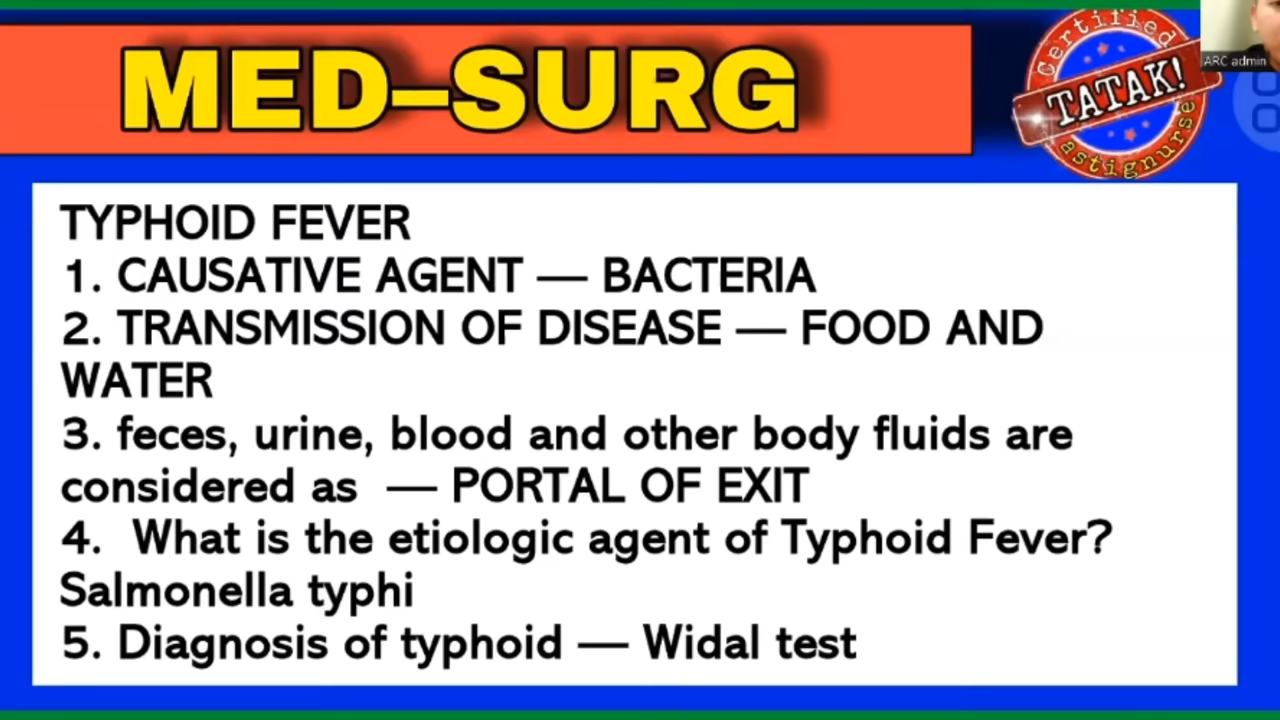 MED–SURG
Certified
TATAK!
astignurse
ARC admin
TYPHOID FEVER
1. CAUSATIVE AGENT — BACTERIA
2. TRANSMISSION OF DISEASE — FOOD AND
WATER
3. feces, urine, blood and other body fluids are
considered as — PORTAL OF EXIT
4. What is the etiologic agent of Typhoid Fever?
Salmonella typhi
5. Diagnosis of typhoid — Widal test